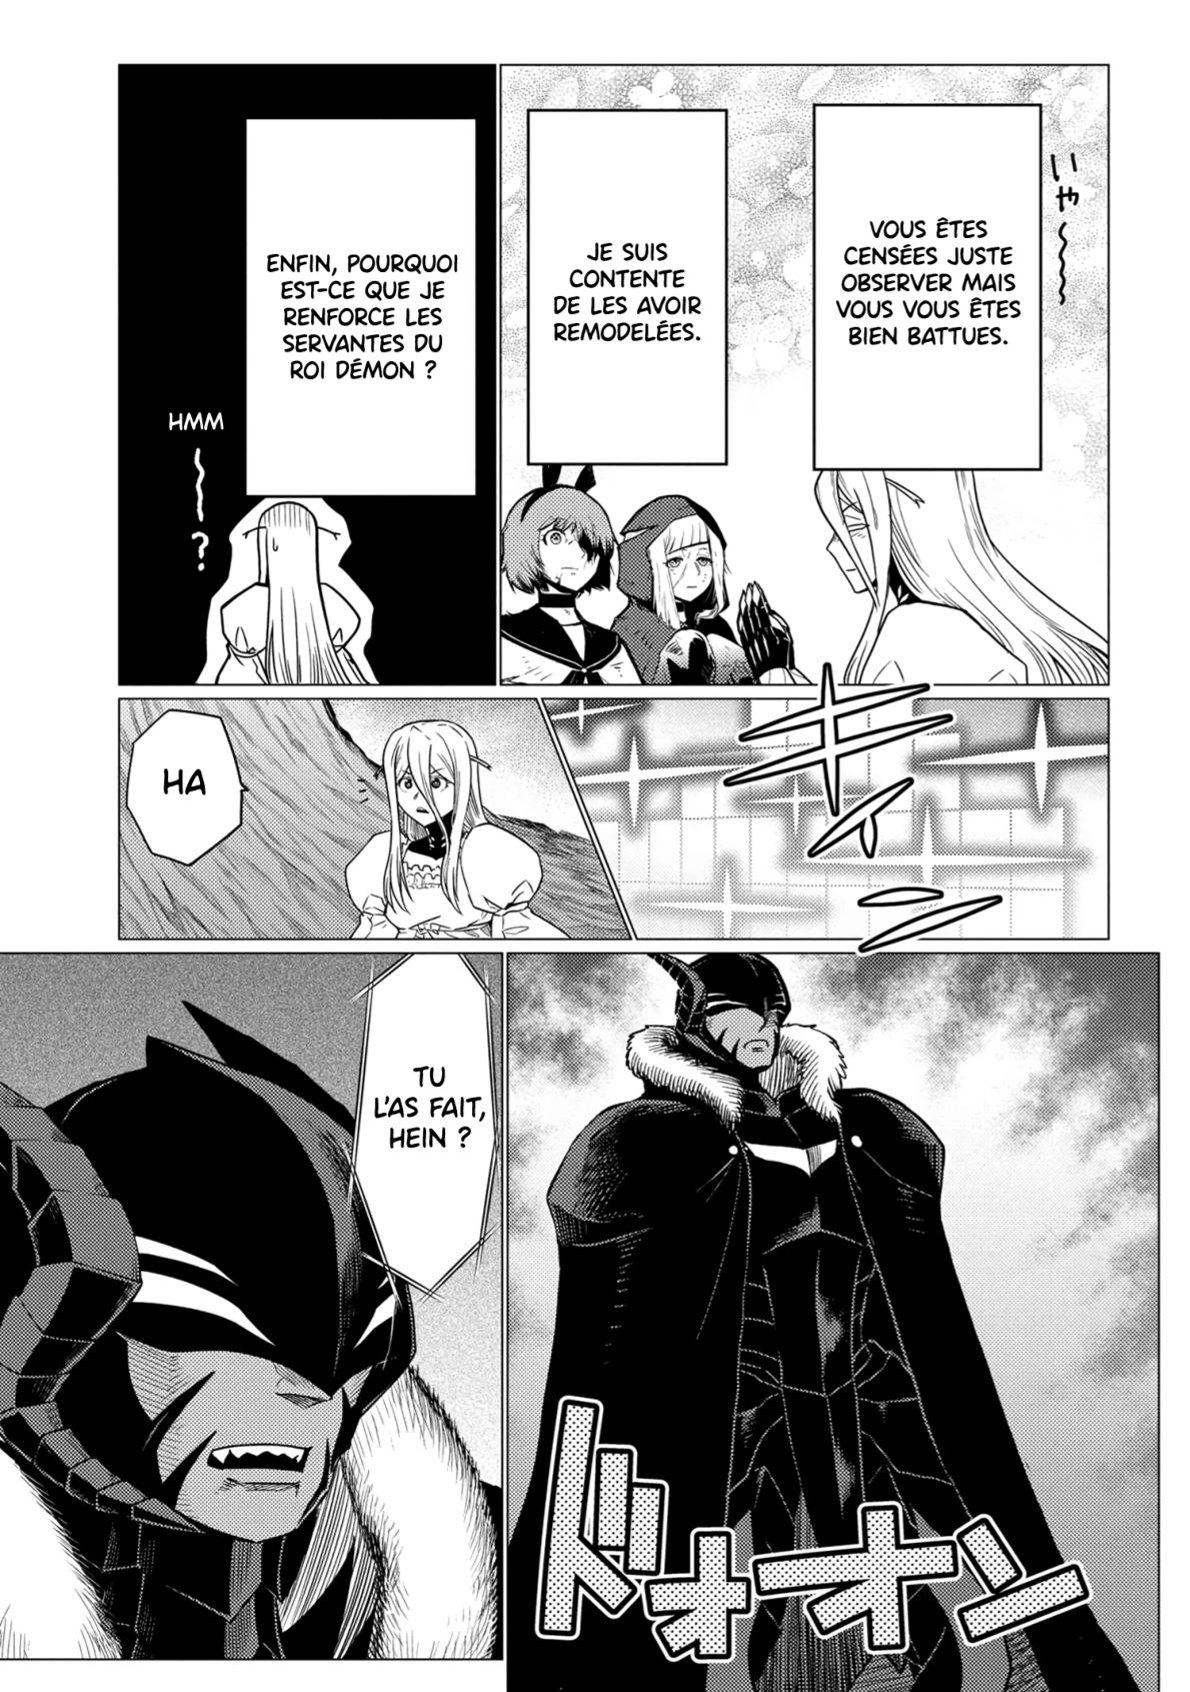 いや〜〜
VOUS ÊTES
CENSÉES JUSTE
OBSERVER MAIS
VOUS VOUS ÊTES
BIEN BATTUES.
JE SUIS
CONTENTE
DE LES AVOIR
REMODELÉES.
ENFIN, POURQUOI
EST-CE QUE JE
RENFORCE LES
SERVANTES DU
ROI DÉMON ?
HMM
〜〜?
キィン
HA
ドォオン
TU
L'AS FAIT,
HEIN ?